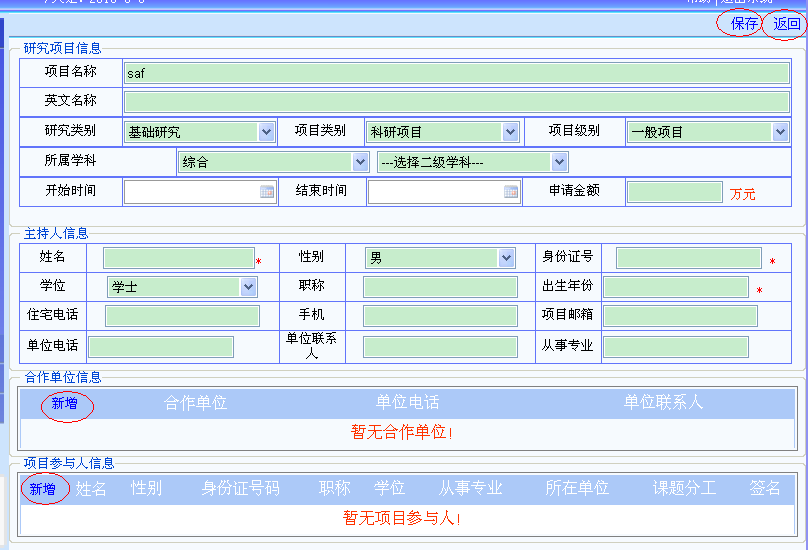 保存 返回
研究项目信息
项目名称 saf
英文名称
研究类别 基础研究 项目类别 科研项目 项目级别 一般项目
所属学科 综合 ---选择二级学科---
开始时间 结束时间 申请金额 万元
主持人信息
姓名 * 性别 男 身份证号 *
学位 学士 职称 出生年份 *
住宅电话 手机 项目邮箱
单位电话 单位联系人 从事专业
合作单位信息
新增 合作单位 单位电话 单位联系人
暂无合作单位!
项目参与人信息
新增 姓名 性别 身份证号码 职称 学位 从事专业 所在单位 课题分工 签名
暂无项目参与人!